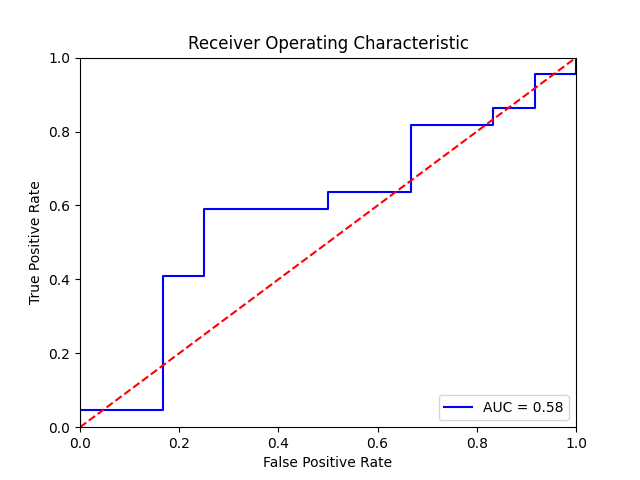 Receiver Operating Characteristic
1.0
0.8
0.6
0.4
0.2
0.0
True Positive Rate
AUC = 0.58
0.0 0.2 0.4 0.6 0.8 1.0
False Positive Rate